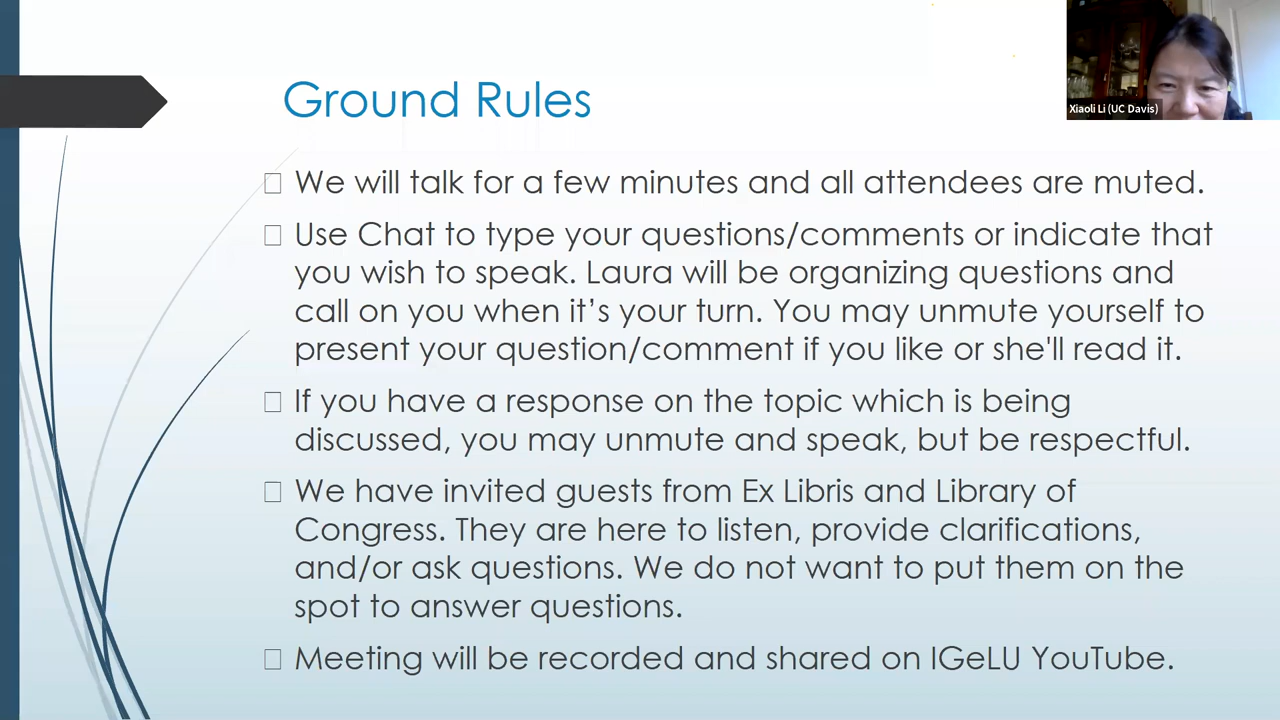 Ground Rules
Xiaoli Li (UC Davis)
We will talk for a few minutes and all attendees are muted.
Use Chat to type your questions/comments or indicate that
you wish to speak. Laura will be organizing questions and
call on you when it’s your turn. You may unmute yourself to
present your question/comment if you like or she'll read it.
If you have a response on the topic which is being
discussed, you may unmute and speak, but be respectful.
We have invited guests from Ex Libris and Library of
Congress. They are here to listen, provide clarifications,
and/or ask questions. We do not want to put them on the
spot to answer questions.
Meeting will be recorded and shared on IGeLU YouTube.